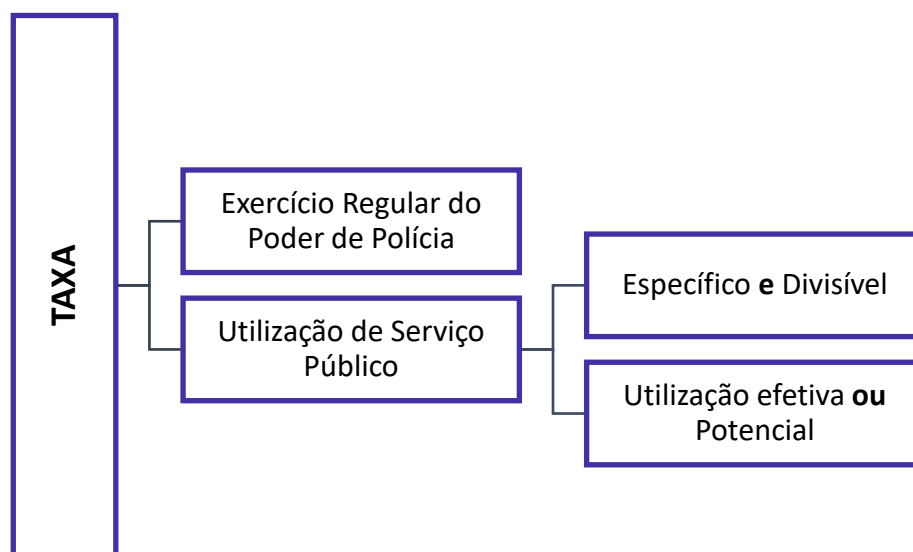 TAXA
Exercício Regular do
Poder de Polícia
Utilização de Serviço
Público
Específico e Divisível
Utilização efetiva ou
Potencial